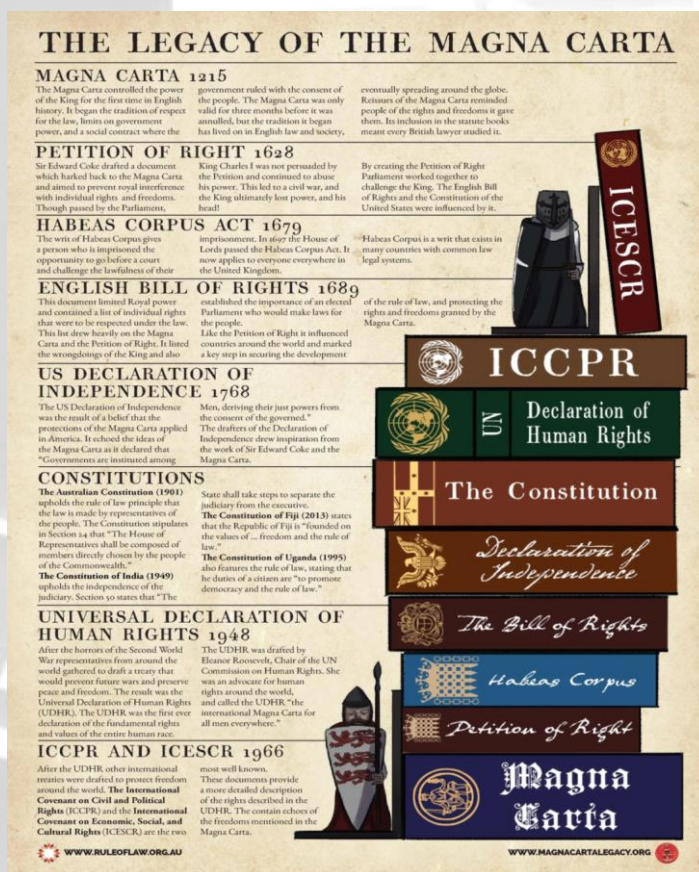 THE LEGACY OF THE MAGNA CARTA
MAGNA CARTA 1215
The Magna Carta controlled the power
of the King for the first time in English
history. It began the tradition of respect
for the law, limits on government
power, and a social contract where the
government ruled with the consent of
the people. The Magna Carta was only
valid for three months before it was
annulled, but the tradition it began
has lived on in English law and society,
eventually spreading around the globe.
Reissues of the Magna Carta reminded
people of the rights and freedoms it gave
them. Its inclusion in the statute books
meant every British lawyer studied it.
PETITION OF RIGHT 1628
Sir Edward Coke drafted a document
which harked back to the Magna Carta
and aimed to prevent royal interference
with individual rights and freedoms.
Though passed by the Parliament,
King Charles I was not persuaded by
the Petition and continued to abuse
his power. This led to a civil war, and
the King ultimately lost power, and his
head!
By creating the Petition of Right
Parliament worked together to
challenge the King. The English Bill
of Rights and the Constitution of the
United States were influenced by it.
HABEAS CORPUS ACT 1679
The writ of Habeas Corpus gives
a person who is imprisoned the
opportunity to go before a court
and challenge the lawfulness of their
imprisonment. In 1697 the House of
Lords passed the Habeas Corpus Act. It
now applies to everyone everywhere in
the United Kingdom.
Habeas Corpus is a writ that exists in
many countries with common law
legal systems.
ENGLISH BILL OF RIGHTS 1689
This document limited Royal power
and contained a list of individual rights
that were to be respected under the law.
This list drew heavily on the Magna
Carta and the Petition of Right. It listed
the wrongdoings of the King and also
established the importance of an elected
Parliament who would make laws for
the people.
Like the Petition of Right it influenced
countries around the world and marked
a key step in securing the development
of the rule of law, and protecting the
rights and freedoms granted by the
Magna Carta.
US DECLARATION OF
INDEPENDENCE 1768
The US Declaration of Independence
was the result of a belief that the
protections of the Magna Carta applied
in America. It echoed the ideas of
the Magna Carta as it declared that
"Governments are instituted among
Men, deriving their just powers from
the consent of the governed."
The drafters of the Declaration of
Independence drew inspiration from
the work of Sir Edward Coke and the
Magna Carta.
CONSTITUTIONS
The Australian Constitution (1901)
upholds the rule of law principle that
the law is made by representatives of
the people. The Constitution stipulates
in Section 24 that "The House of
Representatives shall be composed of
members directly chosen by the people
of the Commonwealth."
The Constitution of India (1949)
upholds the independence of the
judiciary. Section 50 states that "The
State shall take steps to separate the
judiciary from the executive.
The Constitution of Fiji (2013) states
that the Republic of Fiji is "founded on
the values of ... freedom and the rule of
law."
The Constitution of Uganda (1995)
also features the rule of law, stating that
he duties of a citizen are "to promote
democracy and the rule of law."
UNIVERSAL DECLARATION OF
HUMAN RIGHTS 1948
After the horrors of the Second World
War representatives from around the
world gathered to draft a treaty that
would prevent future wars and preserve
peace and freedom. The result was the
Universal Declaration of Human Rights
(UDHR). The UDHR was the first ever
declaration of the fundamental rights
and values of the entire human race.
The UDHR was drafted by
Eleanor Roosevelt, Chair of the UN
Commission on Human Rights. She
was an advocate for human
rights around the world,
and called the UDHR "the
international Magna Carta for
all men everywhere."
ICCPR AND ICESCR 1966
After the UDHR other international
treaties were drafted to protect freedom
around the world. The International
Covenant on Civil and Political
Rights (ICCPR) and the International
Covenant on Economic, Social, and
Cultural Rights (ICESCR) are the two
most well known.
These documents provide
a more detailed description
of the rights described in the
UDHR. The contain echoes of
the freedoms mentioned in the
Magna Carta.
ICESCR
ICCPR
UN
Declaration of
Human Rights
The Constitution
Declaration of
Independence
The Bill of Rights
Habeas Corpus
Petition of Right
Magna
Carta
WWW.RULEOFLAW.ORG.AU
WWW.MAGNACARTALEGACY.ORG